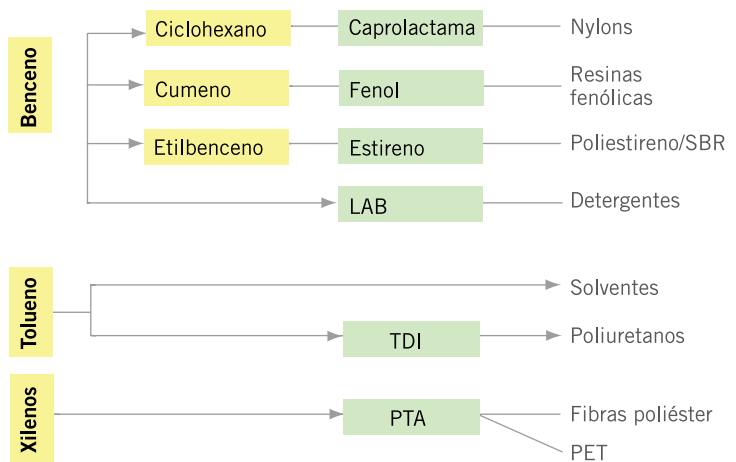 Benceno
Ciclohexano
Caprolactama
Nylons
Cumeno
Fenol
Resinas
fenólicas
Etilbenceno
Estireno
Poliestireno/SBR
LAB
Detergentes
Tolueno
Solventes
TDI
Poliuretanos
Xilenos
PTA
Fibras poliéster
PET